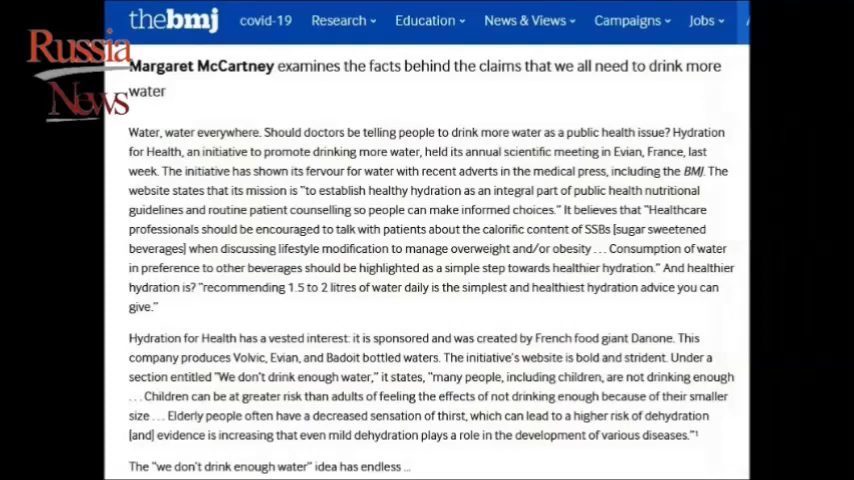 thebmj covid-19 Research Education News & Views Campaigns Jobs
Russia
News
Margaret McCartney examines the facts behind the claims that we all need to drink more
water
Water, water everywhere. Should doctors be telling people to drink more water as a public health issue? Hydration
for Health, an initiative to promote drinking more water, held its annual scientific meeting in Evian, France, last
week. The initiative has shown its fervour for water with recent adverts in the medical press, including the BMJ. The
website states that its mission is "to establish healthy hydration as an integral part of public health nutritional
guidelines and routine patient counselling so people can make informed choices." It believes that "Healthcare
professionals should be encouraged to talk with patients about the calorific content of SSBs [sugar sweetened
beverages] when discussing lifestyle modification to manage overweight and/or obesity . . . Consumption of water
in preference to other beverages should be highlighted as a simple step towards healthier hydration." And healthier
hydration is? "recommending 1.5 to 2 litres of water daily is the simplest and healthiest hydration advice you can
give."
Hydration for Health has a vested interest: it is sponsored and was created by French food giant Danone. This
company produces Volvic, Evian, and Badoit bottled waters. The initiative's website is bold and strident. Under a
section entitled "We don't drink enough water," it states, "many people, including children, are not drinking enough
. . . Children can be at greater risk than adults of feeling the effects of not drinking enough because of their smaller
size . . . Elderly people often have a decreased sensation of thirst, which can lead to a higher risk of dehydration
[and] evidence is increasing that even mild dehydration plays a role in the development of various diseases."1
The "we don't drink enough water" idea has endless ...